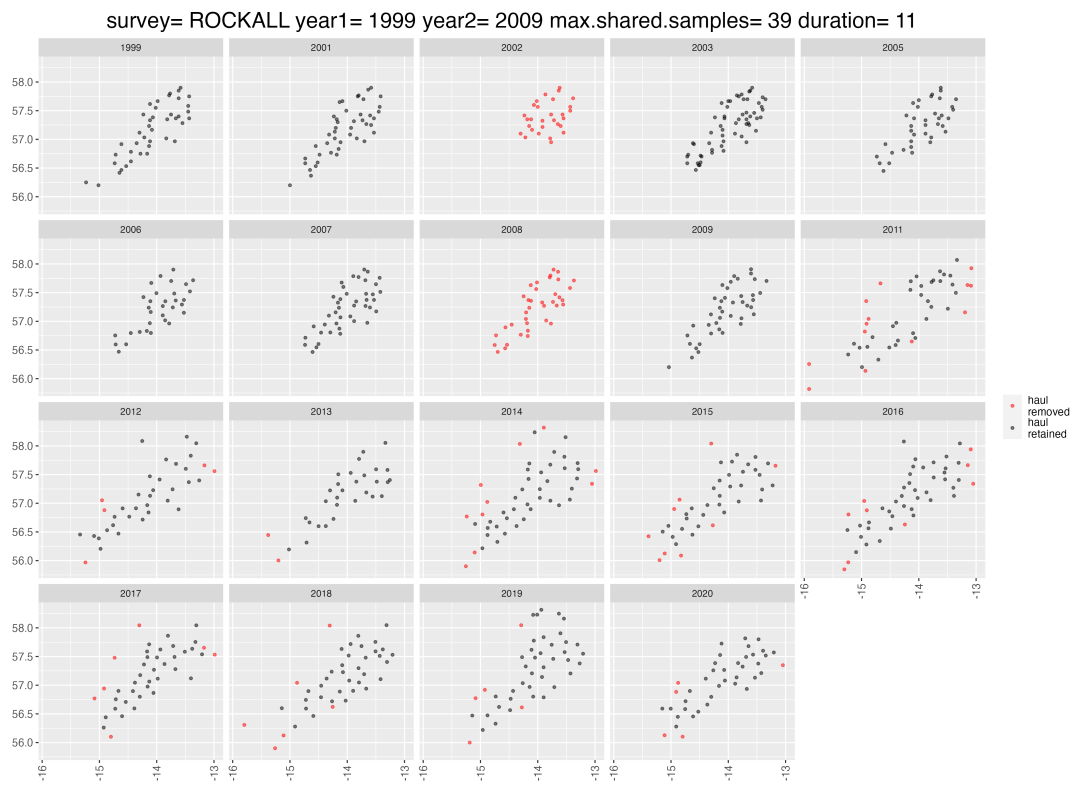 survey= ROCKALL year1= 1999 year2= 2009 max.shared.samples= 39 duration= 11
1999 2001 2002 2003 2005
58.0
57.5
57.0
56.5
56.0
2006 2007 2008 2009 2011
58.0
57.5
57.0
56.5
56.0
haul
removed
haul
retained
2012 2013 2014 2015 2016
58.0
57.5
57.0
56.5
56.0
-16 -15 -14 -13
2017 2018 2019 2020
58.0
57.5
57.0
56.5
56.0
-16 -15 -14 -13 -16 -15 -14 -13 -16 -15 -14 -13 -16 -15 -14 -13